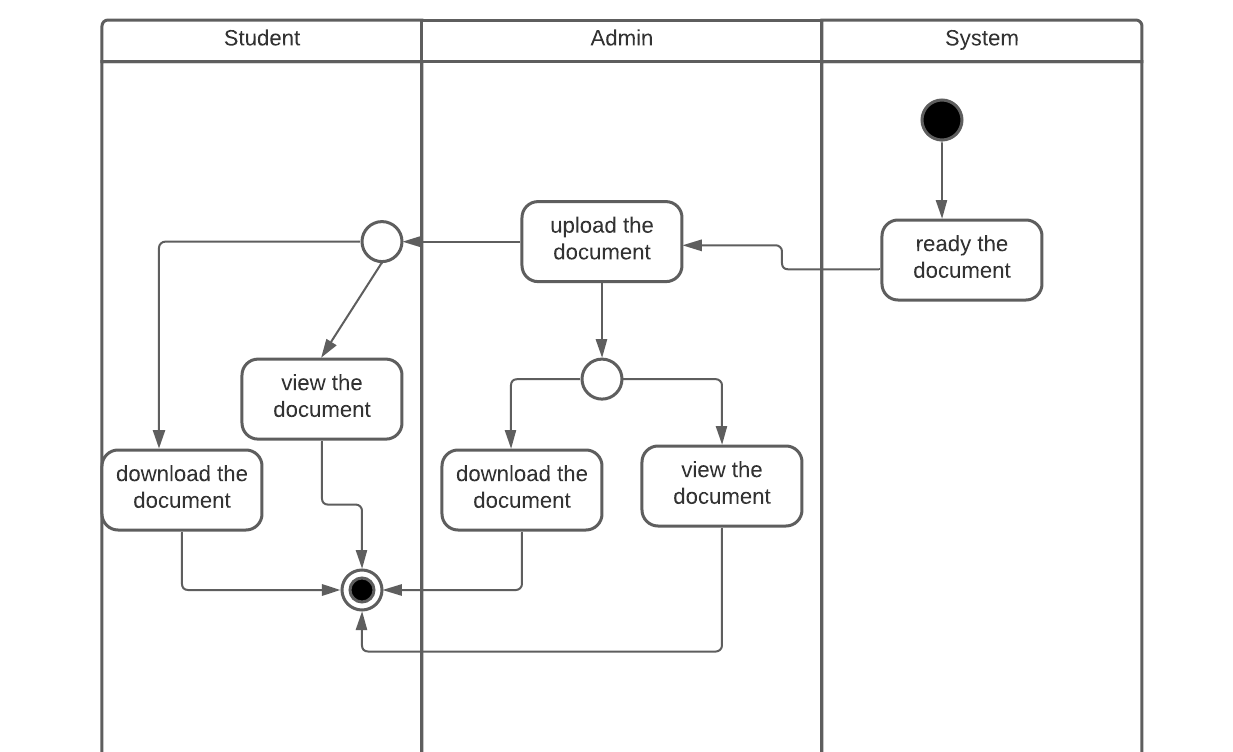 Student
Admin
System
upload the
document
ready the
document
view the
document
download the
document
download the
document
view the
document